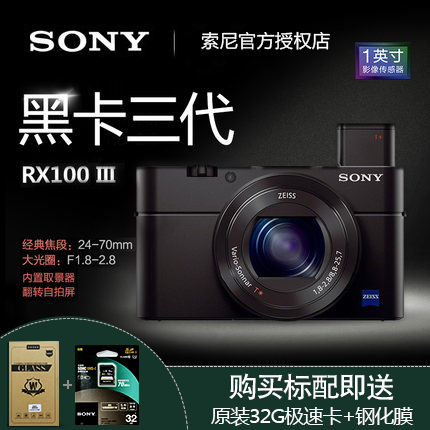 SONY 索尼官方授权店
1英寸
影像传感器
黑卡三代
RX100 III
经典焦段：24-70mm
大光圈：F1.8-2.8
内置取景器
翻转自拍屏
SONY
ZEISS
Vario-Sonnar T*
1,8-2,8/8,8-25,7
T*
ZEISS
GLASS
W
+
70
SONY
32
购买标配即送
原装32G极速卡+钢化膜